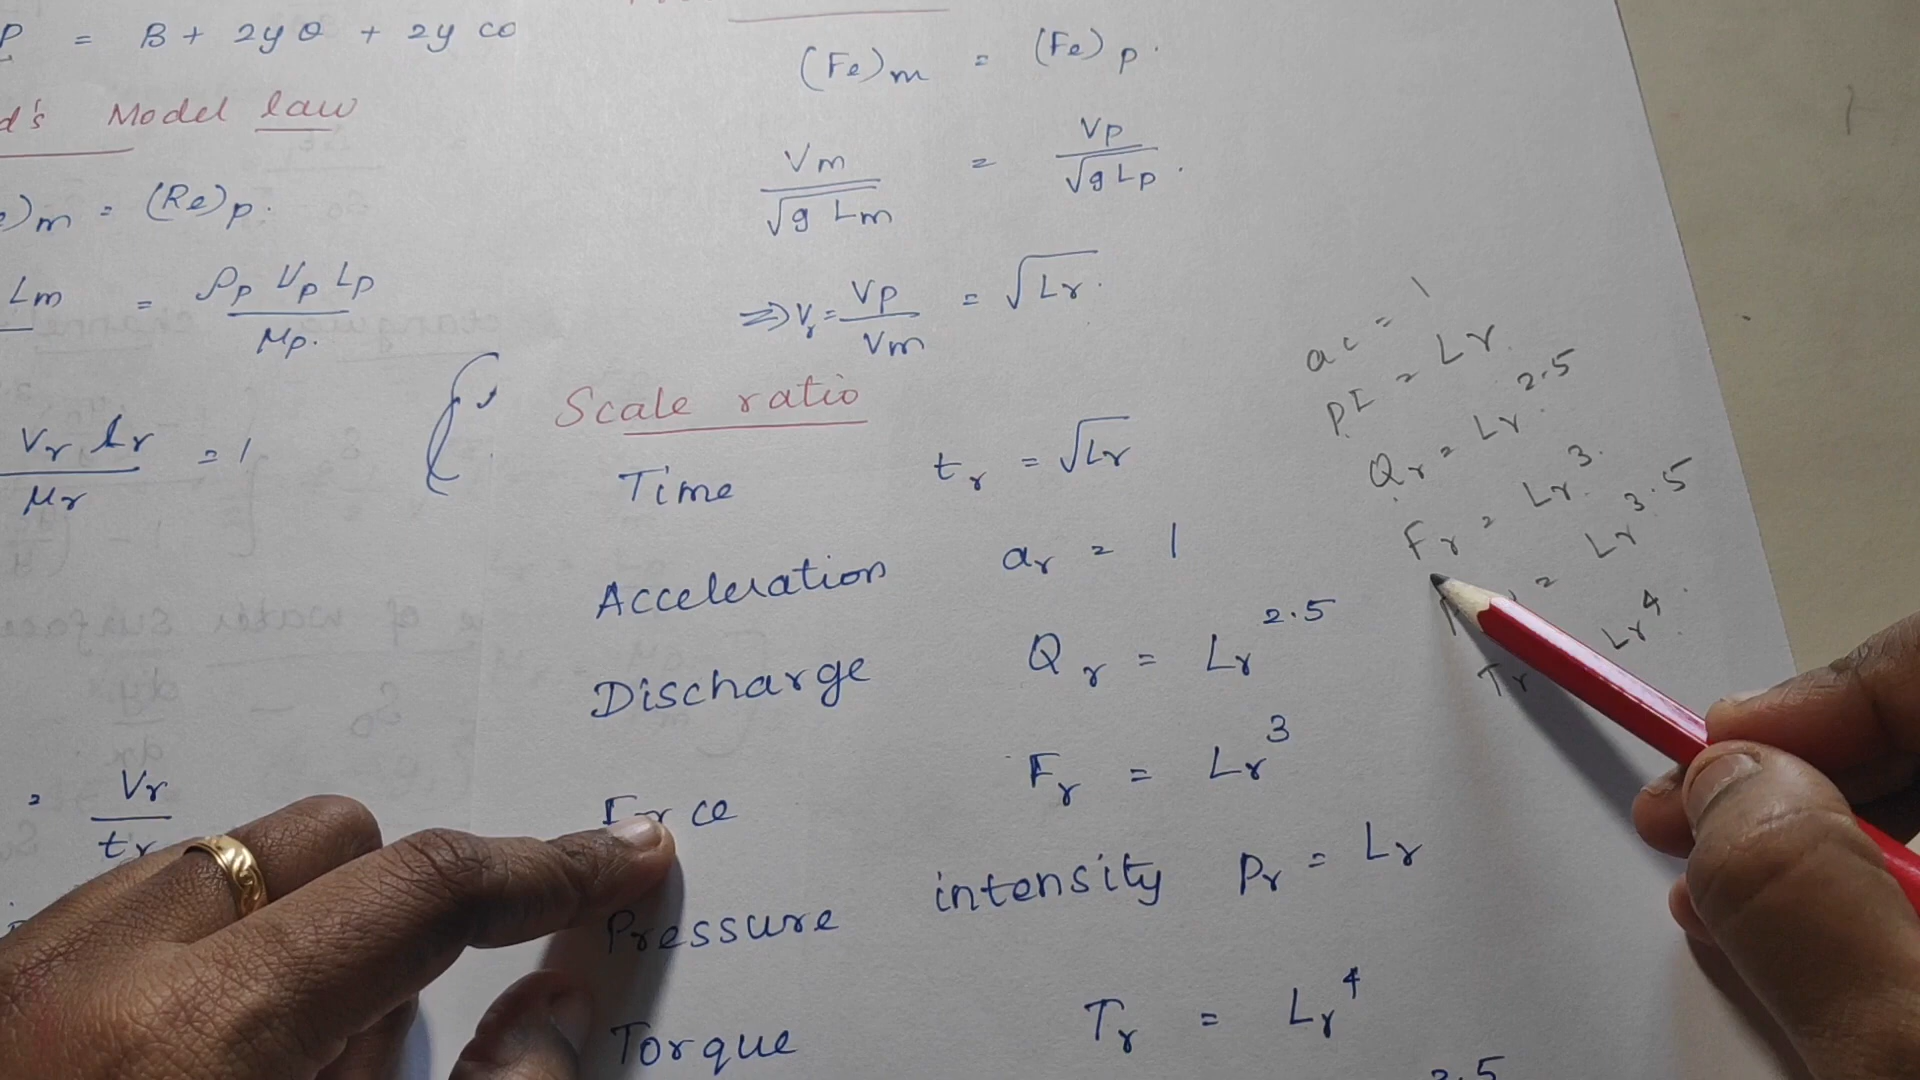 P = B + 2yθ + 2y co
d's Model law
e)m = (Re)p.
Lm = ρp Vp Lp / μp.
Vr Lr / μr = 1
= Vr / tr
(Fe)m = (Fe)p.
Vm / √g Lm = Vp / √g Lp.
⇒ Vr = Vp / Vm = √Lr.
Scale ratio
Time tr = √Lr
Acceleration ar = 1
Discharge Qr = Lr^2.5
Force Fr = Lr^3
Pressure intensity Pr = Lr
Torque Tr = Lr^4
= 1
= Lr
Qr = Lr^2.5
Fr = Lr^3.
= Lr^3.5
Tr Lr^4